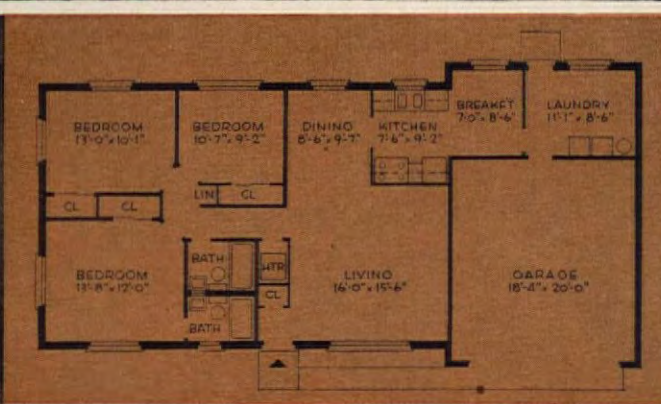 BEDROOM
13'-0" x 10'-1"
BEDROOM
10'-7" x 9'-2"
DINING
8'-6" x 9'-7"
KITCHEN
7'-6" x 9'-2"
BREAKF'T
7'-0" x 8'-6"
LAUNDRY
11'-1" x 8'-6"
CL
CL
LIN
CL
BEDROOM
13'-8" x 12'-0"
BATH
HTR
CL
BATH
LIVING
16'-0" x 15'-6"
GARAGE
18'-4" x 20'-0"